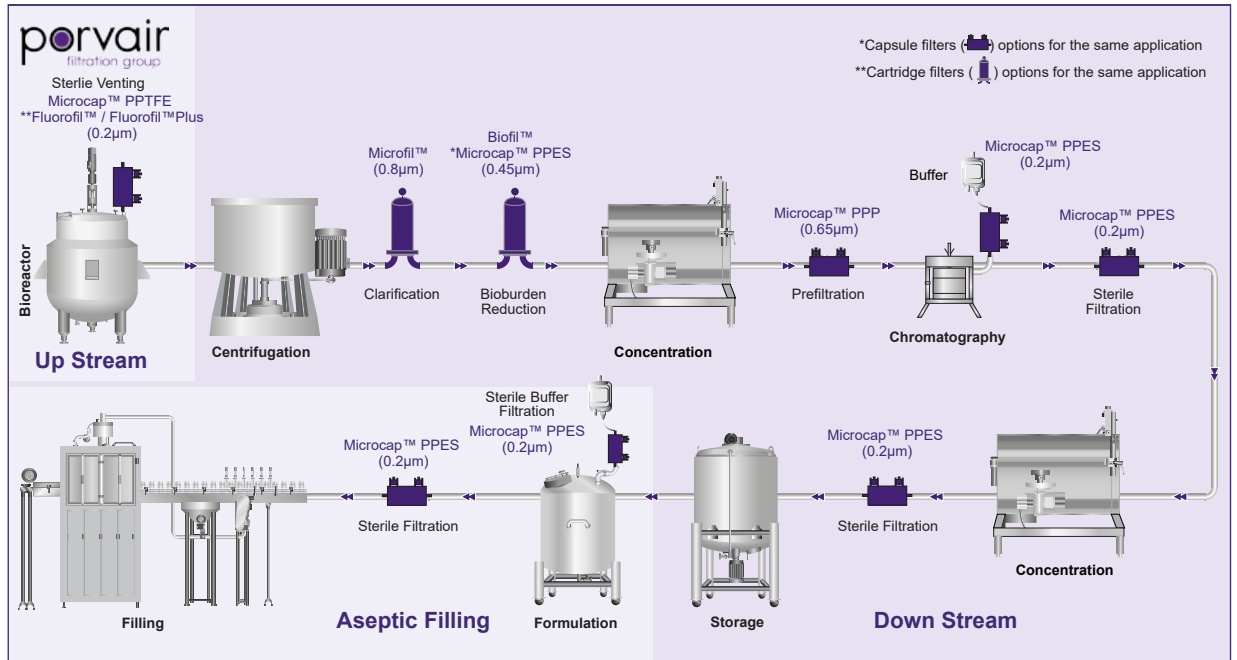 porvair
filtration group
*Capsule filters ( ) options for the same application
**Cartridge filters ( ) options for the same application
Sterlie Venting
Microcap™ PPTFE
**Fluorofil™ / Fluorofil™Plus
(0.2µm)
Bioreactor
Up Stream
Centrifugation
Microfil™
(0.8µm)
Clarification
Biofil™
*Microcap™ PPES
(0.45µm)
Bioburden
Reduction
Concentration
Microcap™ PPP
(0.65µm)
Prefiltration
Buffer
Microcap™ PPES
(0.2µm)
Chromatography
Microcap™ PPES
(0.2µm)
Sterile
Filtration
Concentration
Microcap™ PPES
(0.2µm)
Sterile Filtration
Down Stream
Storage
Sterile Buffer
Filtration
Microcap™ PPES
(0.2µm)
Formulation
Microcap™ PPES
(0.2µm)
Sterile Filtration
Aseptic Filling
Filling